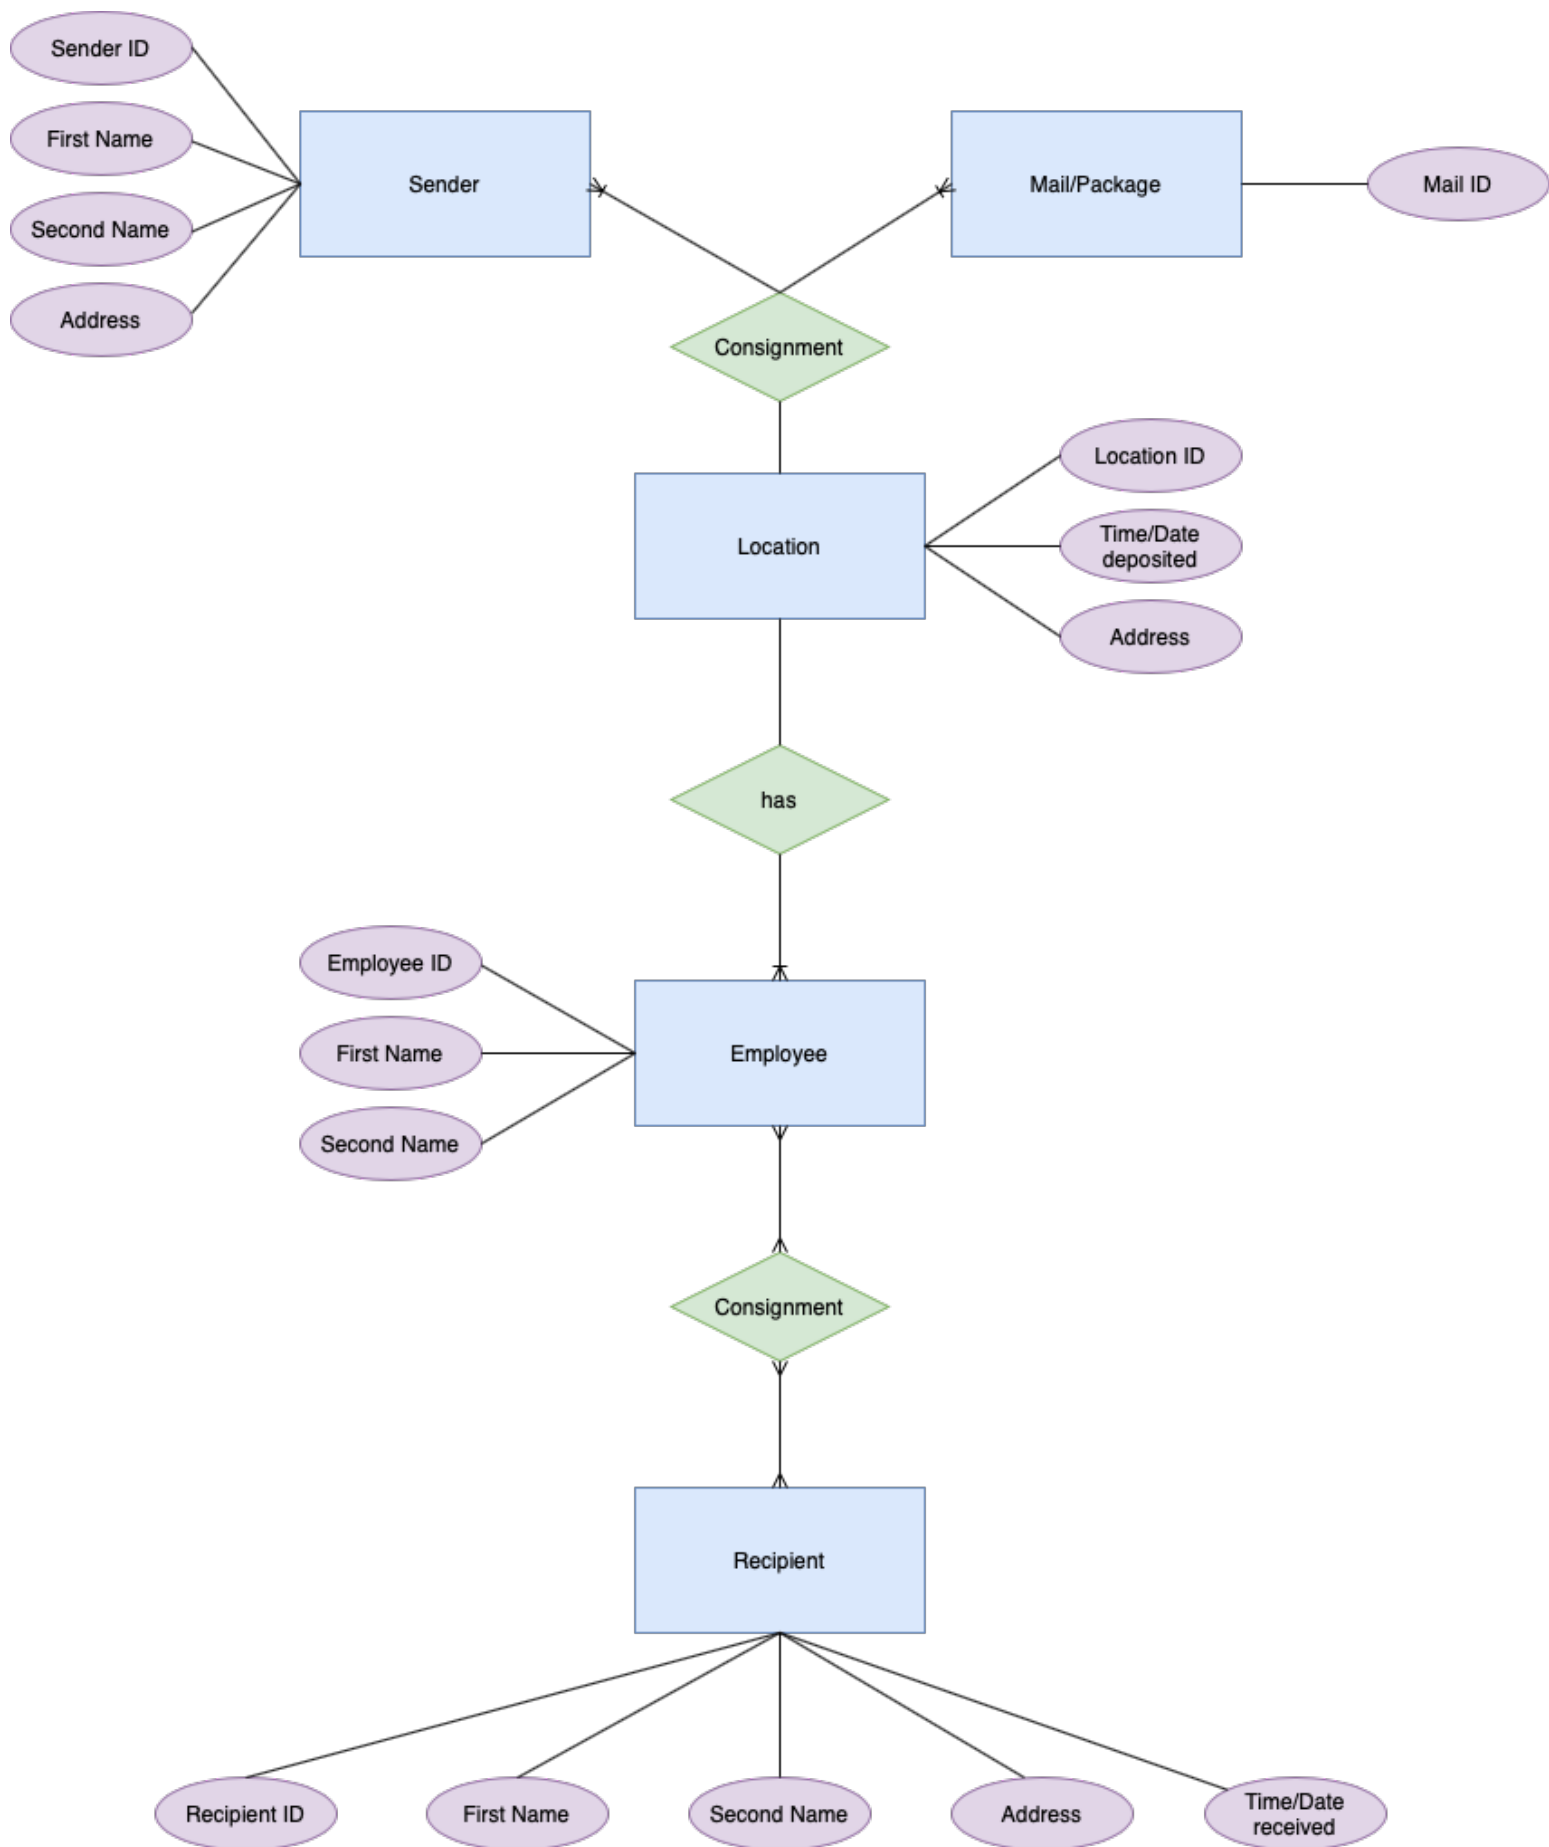 Sender ID
First Name
Second Name
Address
Sender
Mail/Package
Mail ID
Consignment
Location
Location ID
Time/Date
deposited
Address
has
Employee ID
First Name
Second Name
Employee
Consignment
Recipient
Recipient ID
First Name
Second Name
Address
Time/Date
received